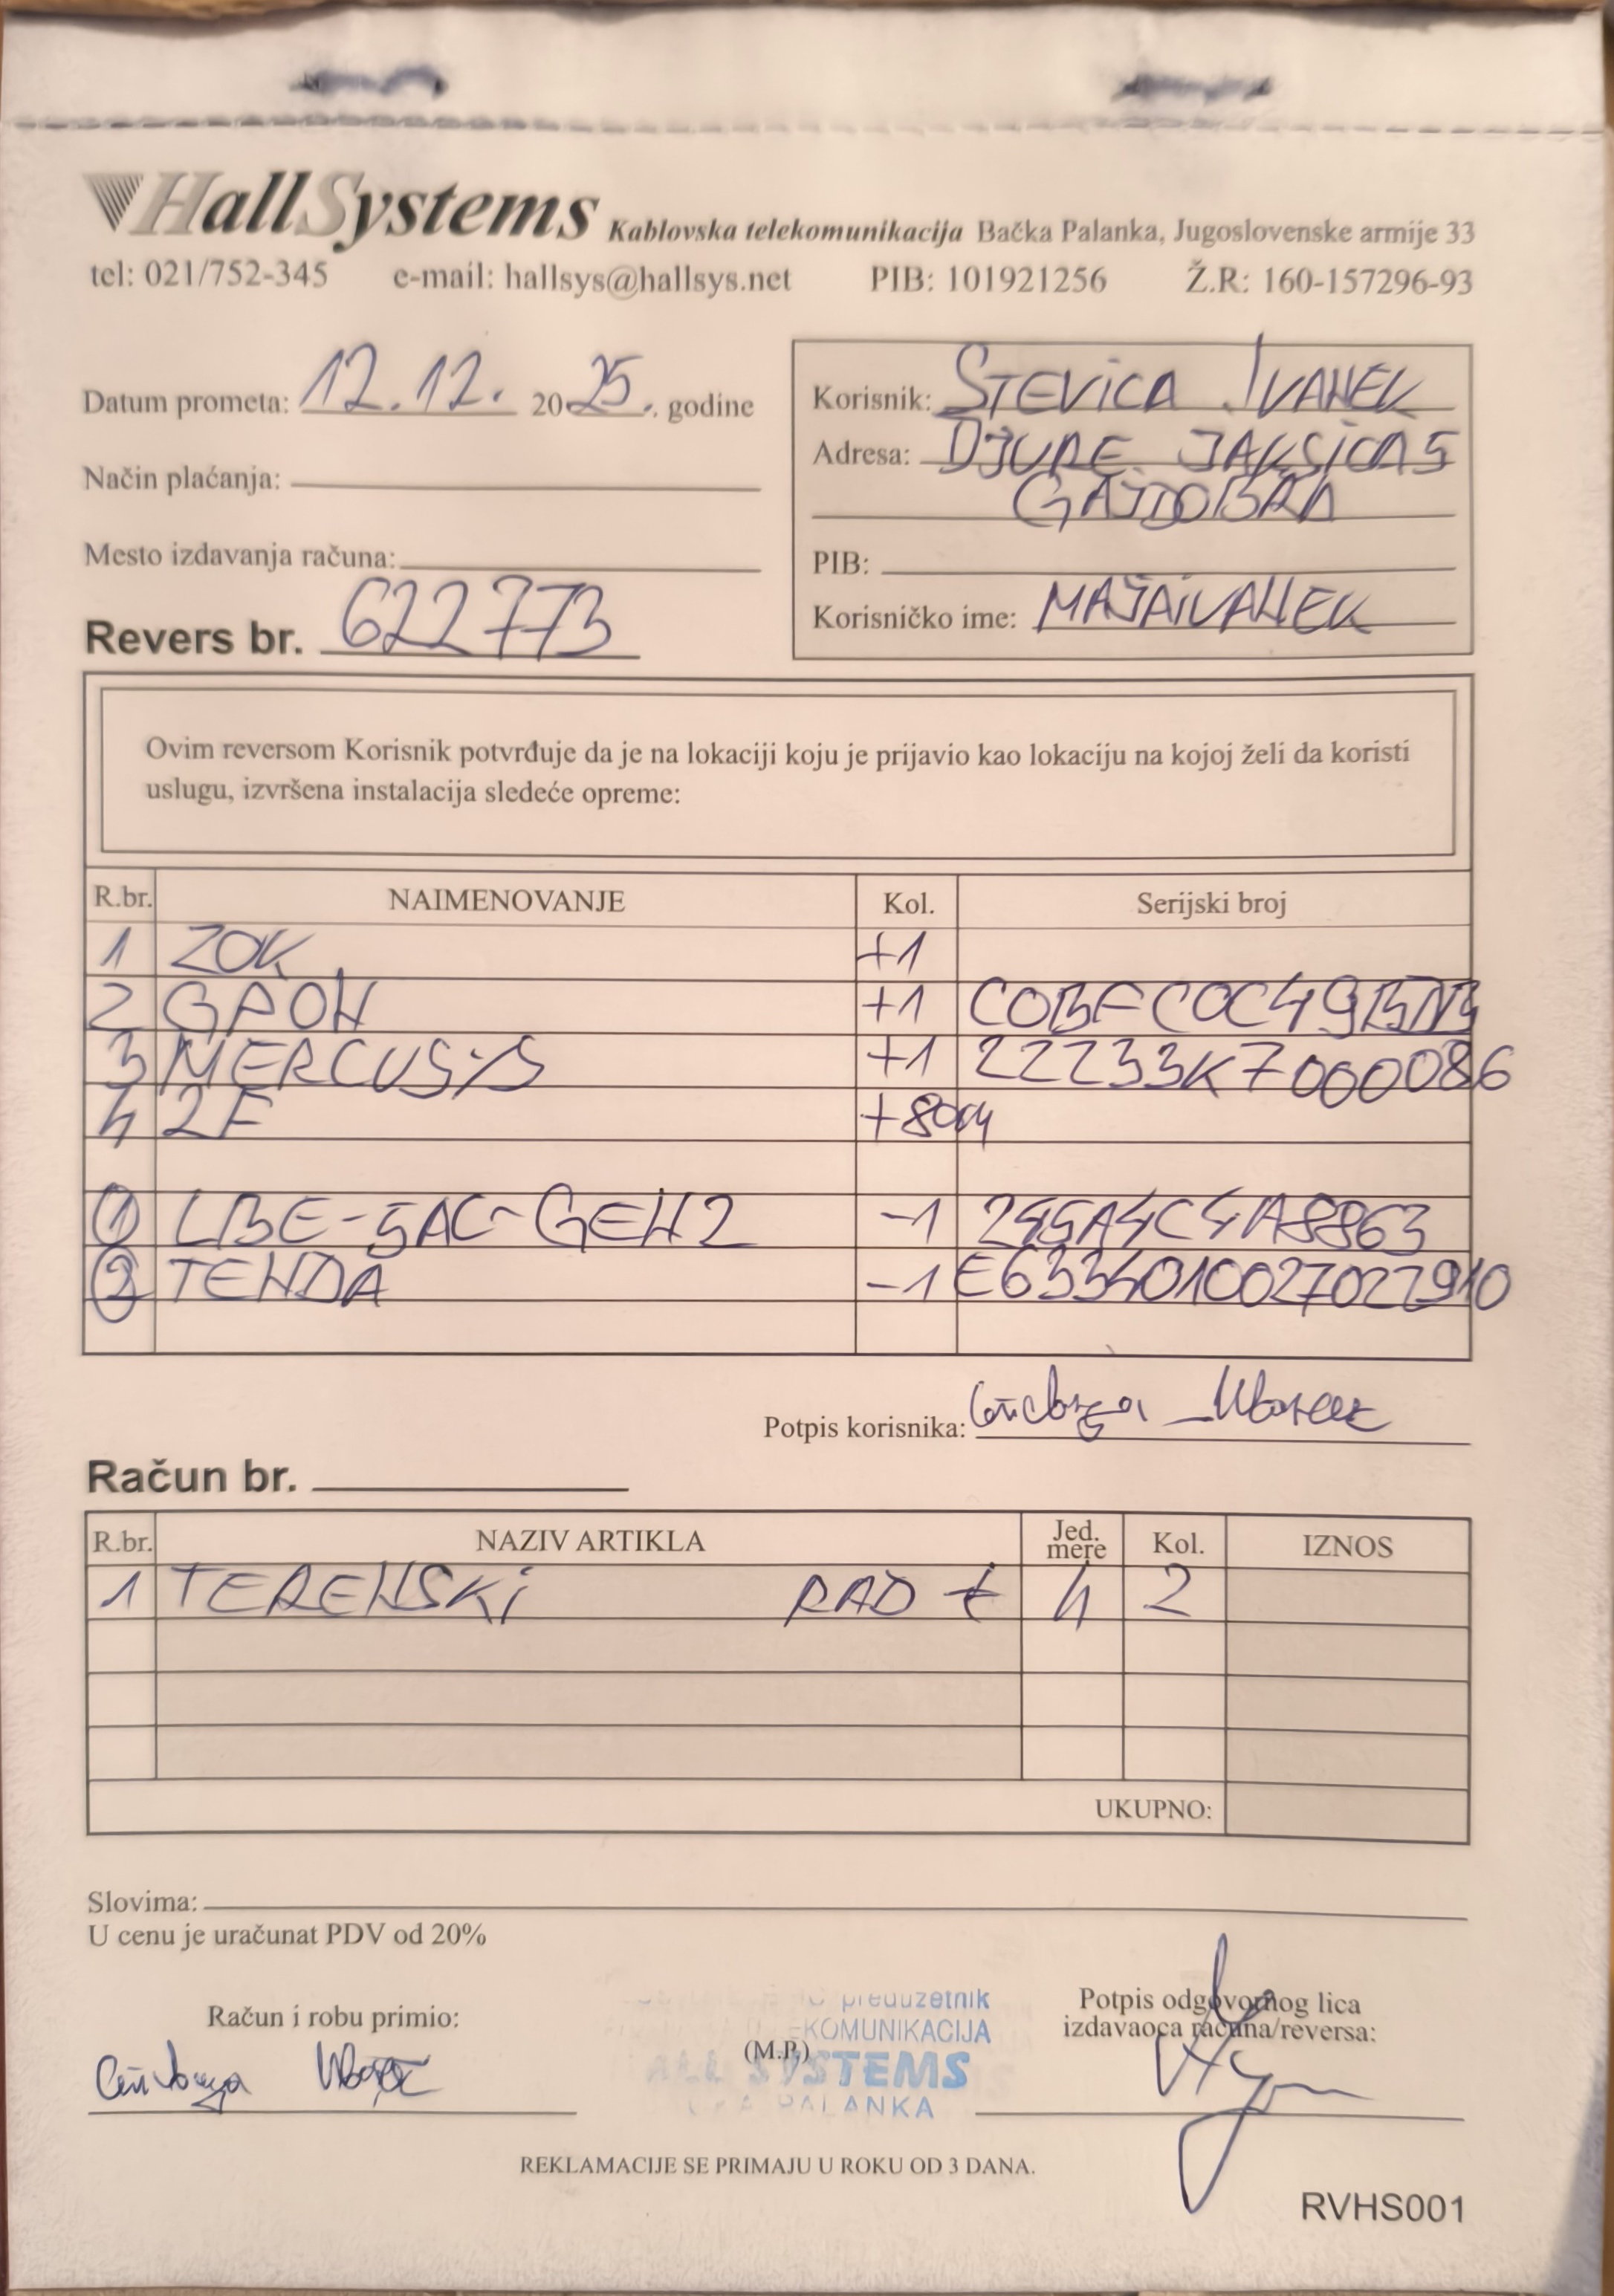 HallSystems Kablovska telekomunikacija Bačka Palanka, Jugoslovenske armije 33
tel: 021/752-345 e-mail: hallsys@hallsys.net PIB: 101921256 Ž.R: 160-157296-93
Datum prometa: 12.12. 2025. godine
Način plaćanja:
Mesto izdavanja računa:
Revers br. 622773
Korisnik: STEVICA IVANEK
Adresa: DJURE JAKSICA 5
GAJDOBRA
PIB:
Korisničko ime: MAJAIVANEK
Ovim reversom Korisnik potvrđuje da je na lokaciji koju je prijavio kao lokaciju na kojoj želi da koristi
uslugu, izvršena instalacija sledeće opreme:
R.br. NAIMENOVANJE Kol. Serijski broj
1 ZOK +1
2 GPON +1
3 MERCUSYS +1 22233K7000086
4 2F +80m
1 LBE-5AC-GEN2 -1 245A4C4A8863
2 TENDA -1 E6334010027022910
Potpis korisnika:
Račun br.
R.br. NAZIV ARTIKLA Jed. mere Kol. IZNOS
1 TERENSKI RAD h 2
UKUPNO:
Slovima:
U cenu je uračunat PDV od 20%
Račun i robu primio:
(M.P.)
preduzetnik
KOMUNIKACIJA
SYSTEMS
PALANKA
Potpis odgovornog lica
izdavaoca računa/reversa:
REKLAMACIJE SE PRIMAJU U ROKU OD 3 DANA.
RVHS001